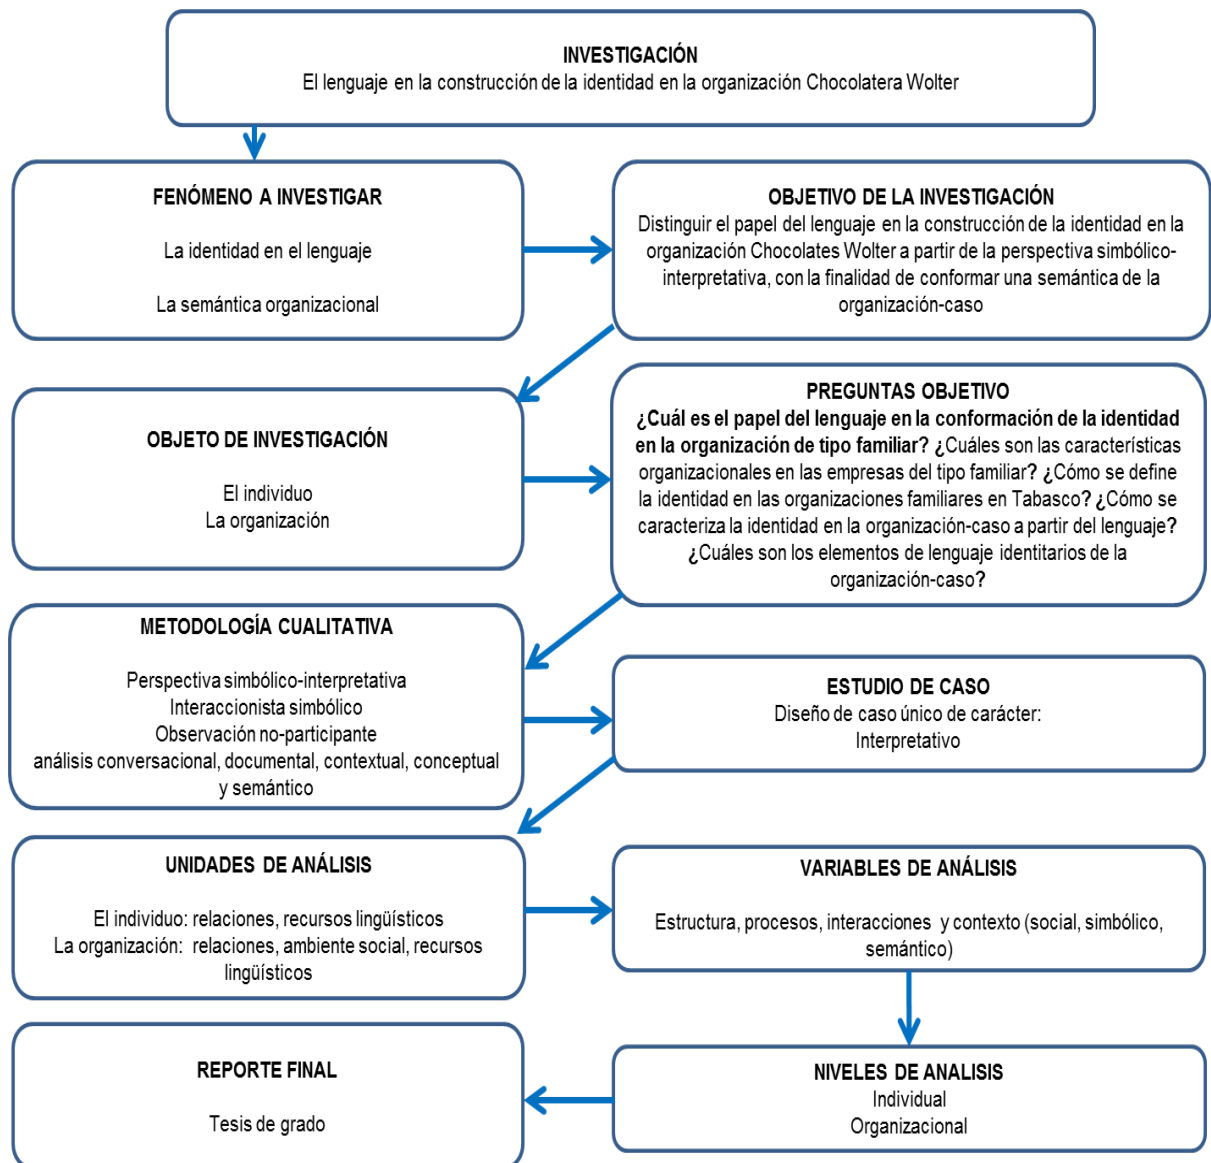 INVESTIGACIÓN
El lenguaje en la construcción de la identidad en la organización Chocolatera Wolter
FENÓMENO A INVESTIGAR
La identidad en el lenguaje
La semántica organizacional
OBJETIVO DE LA INVESTIGACIÓN
Distinguir el papel del lenguaje en la construcción de la identidad en la
organización Chocolates Wolter a partir de la perspectiva simbólico-
interpretativa, con la finalidad de conformar una semántica de la
organización-caso
OBJETO DE INVESTIGACIÓN
El individuo
La organización
PREGUNTAS OBJETIVO
¿Cuál es el papel del lenguaje en la conformación de la identidad
en la organización de tipo familiar? ¿Cuáles son las características
organizacionales en las empresas del tipo familiar? ¿Cómo se define
la identidad en las organizaciones familiares en Tabasco? ¿Cómo se
caracteriza la identidad en la organización-caso a partir del lenguaje?
¿Cuáles son los elementos de lenguaje identitarios de la
organización-caso?
METODOLOGÍA CUALITATIVA
Perspectiva simbólico-interpretativa
Interaccionista simbólico
Observación no-participante
análisis conversacional, documental, contextual, conceptual
y semántico
ESTUDIO DE CASO
Diseño de caso único de carácter:
Interpretativo
UNIDADES DE ANÁLISIS
El individuo: relaciones, recursos lingüísticos
La organización: relaciones, ambiente social, recursos
lingüísticos
VARIABLES DE ANÁLISIS
Estructura, procesos, interacciones y contexto (social, simbólico,
semántico)
REPORTE FINAL
Tesis de grado
NIVELES DE ANALISIS
Individual
Organizacional